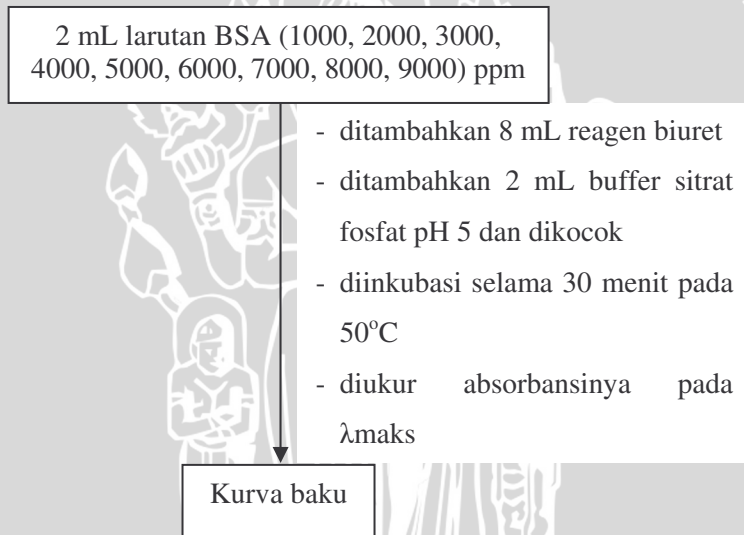 2 mL larutan BSA (1000, 2000, 3000,
4000, 5000, 6000, 7000, 8000, 9000) ppm
- ditambahkan 8 mL reagen biuret
- ditambahkan 2 mL buffer sitrat
fosfat pH 5 dan dikocok
- diinkubasi selama 30 menit pada
50°C
- diukur absorbansinya pada
λmaks
Kurva baku